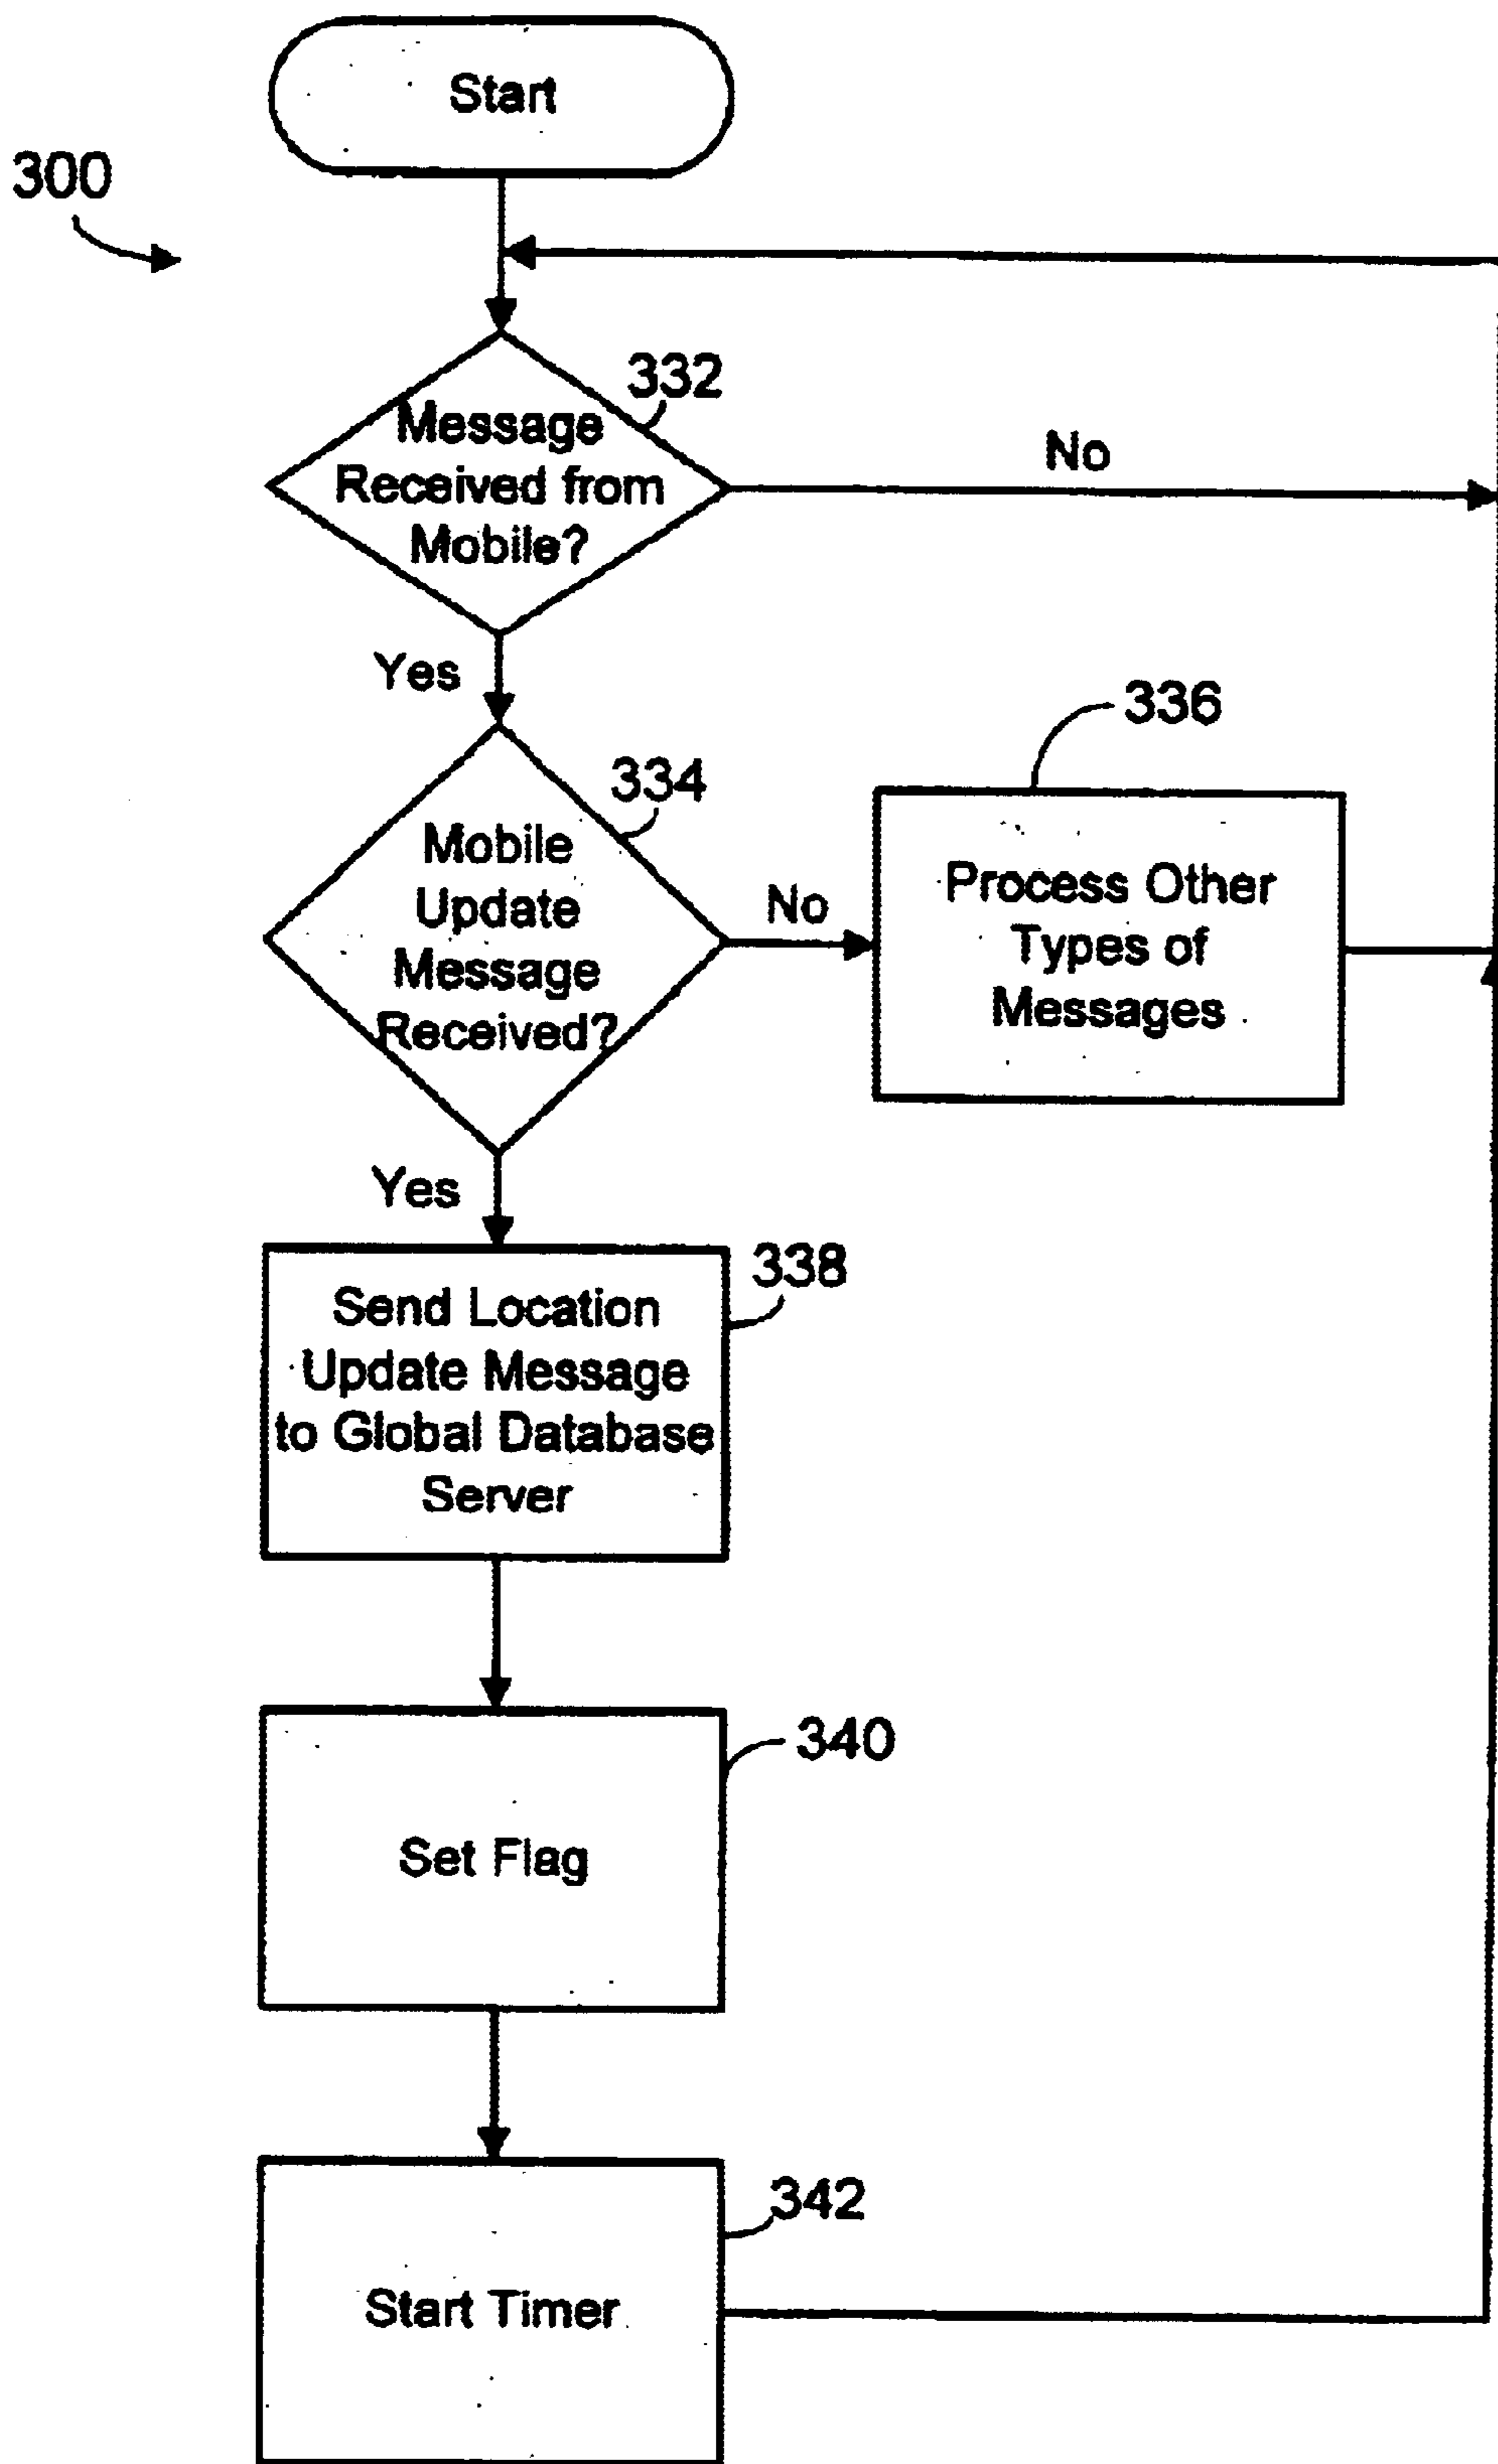 Start
300
332
Message
Received from
Mobile?
No
Yes
336
334
Mobile
Update
Message
Received?
No
Process Other
Types of
Messages
Yes
338
Send Location
Update Message
to Global Database
Server
340
Set Flag
342
Start Timer